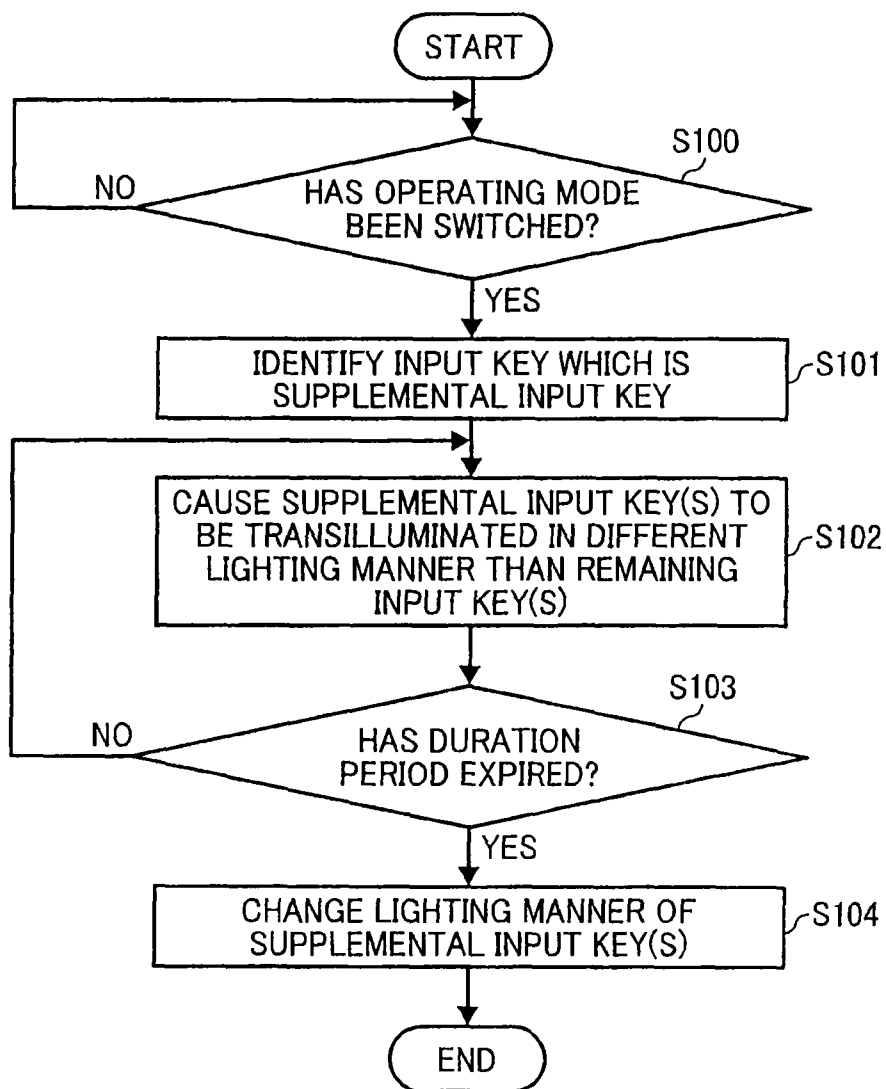 START
S100
NO
HAS OPERATING MODE
BEEN SWITCHED?
YES
IDENTIFY INPUT KEY WHICH IS
SUPPLEMENTAL INPUT KEY
S101
CAUSE SUPPLEMENTAL INPUT KEY(S) TO
BE TRANSILLUMINATED IN DIFFERENT
LIGHTING MANNER THAN REMAINING
INPUT KEY(S)
S102
S103
NO
HAS DURATION
PERIOD EXPIRED?
YES
CHANGE LIGHTING MANNER OF
SUPPLEMENTAL INPUT KEY(S)
S104
END